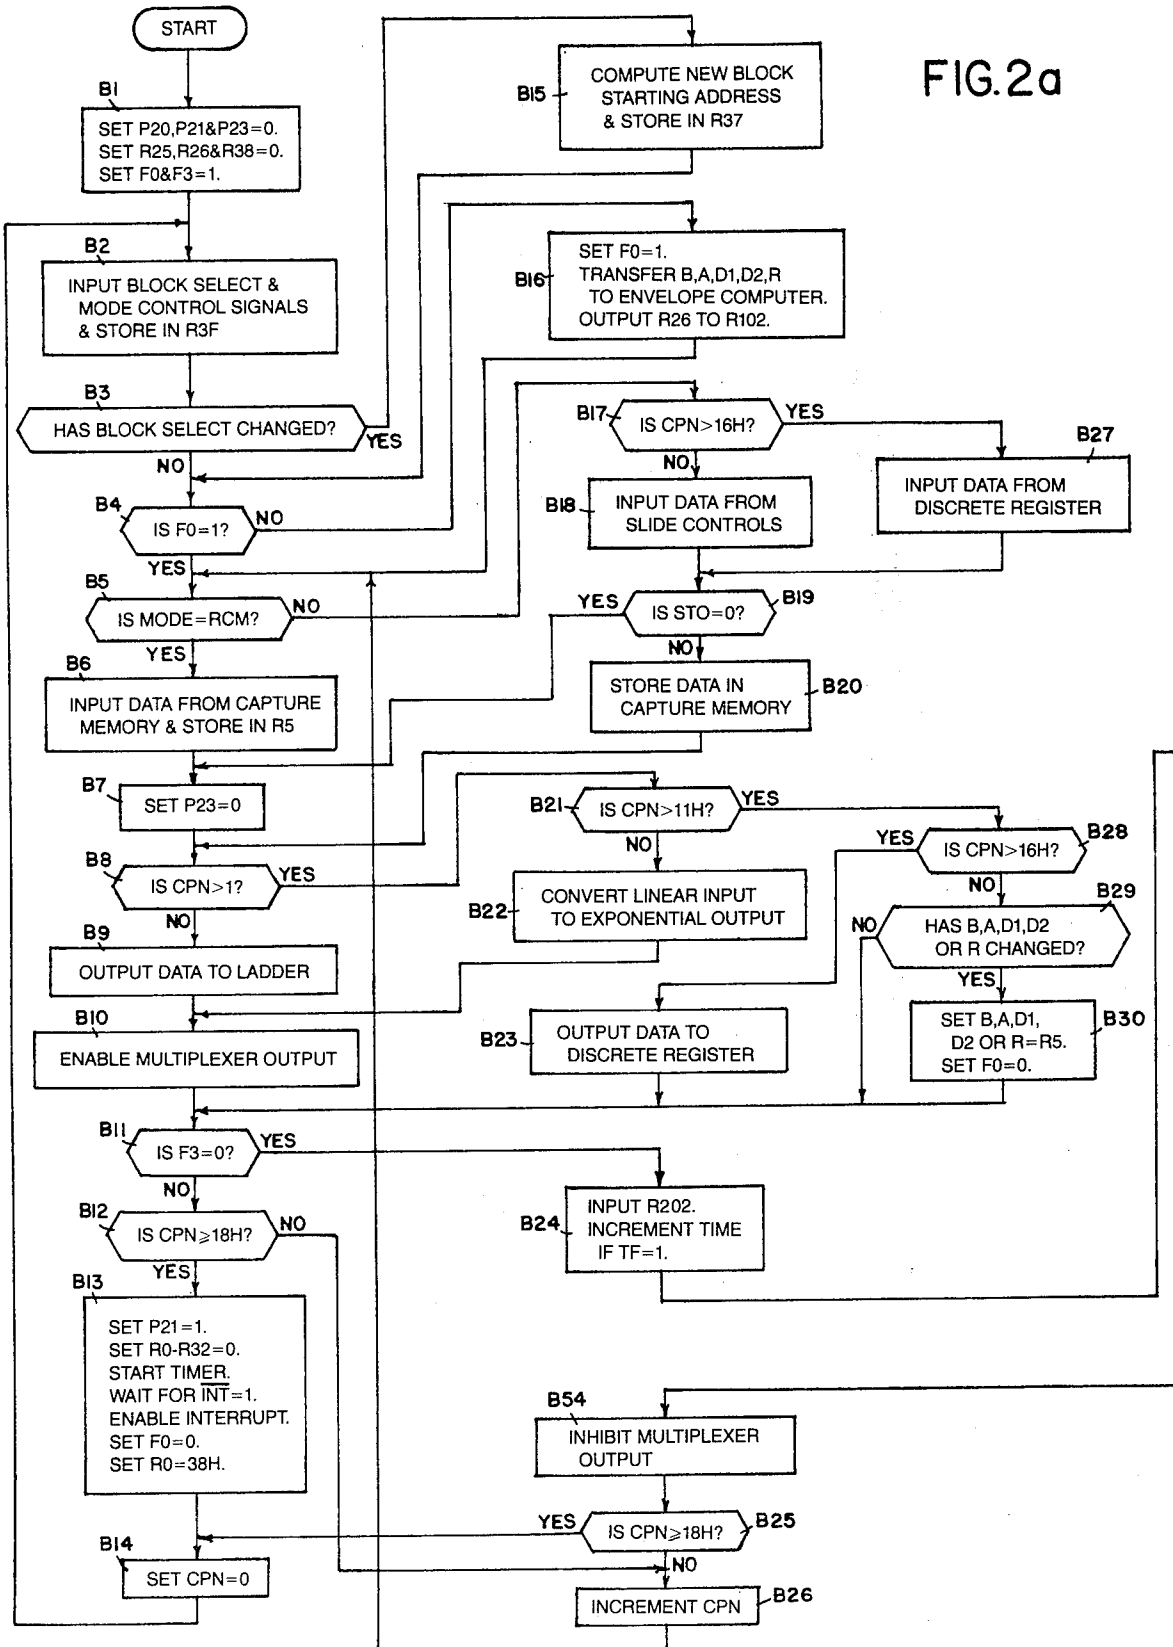 START
FIG.2a
B1
SET P20,P21&P23=0.
SET R25,R26&R38=0.
SET F0&F3=1.
B15
COMPUTE NEW BLOCK
STARTING ADDRESS
& STORE IN R37
B2
INPUT BLOCK SELECT &
MODE CONTROL SIGNALS
& STORE IN R3F
B16
SET F0=1.
TRANSFER B,A,D1,D2,R
TO ENVELOPE COMPUTER.
OUTPUT R26 TO R102.
B3
HAS BLOCK SELECT CHANGED?
YES
NO
B17
IS CPN>16H?
YES
NO
B27
INPUT DATA FROM
DISCRETE REGISTER
B4
IS F0=1?
NO
YES
B18
INPUT DATA FROM
SLIDE CONTROLS
B5
IS MODE=RCM?
NO
YES
YES
IS STO=0?
B19
NO
B6
INPUT DATA FROM CAPTURE
MEMORY & STORE IN R5
STORE DATA IN
CAPTURE MEMORY
B20
B7
SET P23=0
B21
IS CPN>11H?
YES
NO
YES
IS CPN>16H?
B28
NO
B8
IS CPN>1?
YES
NO
B22
CONVERT LINEAR INPUT
TO EXPONENTIAL OUTPUT
B29
NO
HAS B,A,D1,D2
OR R CHANGED?
YES
B9
OUTPUT DATA TO LADDER
B10
ENABLE MULTIPLEXER OUTPUT
B23
OUTPUT DATA TO
DISCRETE REGISTER
SET B,A,D1,
D2 OR R=R5.
SET F0=0.
B30
B11
IS F3=0?
YES
NO
B12
IS CPN≥18H?
NO
YES
B24
INPUT R202.
INCREMENT TIME
IF TF=1.
B13
SET P21=1.
SET R0-R32=0.
START TIMER.
WAIT FOR I̅N̅T̅=1.
ENABLE INTERRUPT.
SET F0=0.
SET R0=38H.
B54
INHIBIT MULTIPLEXER
OUTPUT
YES
IS CPN≥18H?
B25
NO
B14
SET CPN=0
INCREMENT CPN
B26